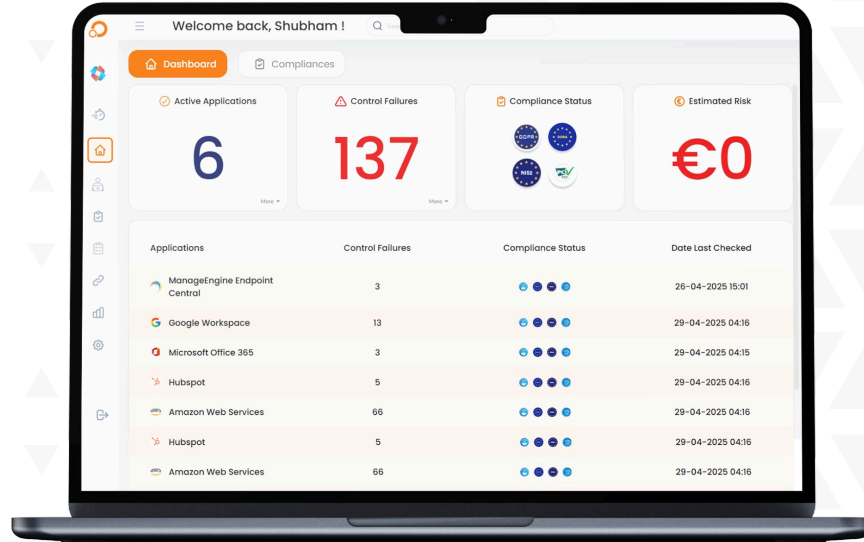 Welcome back, Shubham !
Dashboard
Compliances
Active Applications
6
More
Control Failures
137
More
Compliance Status
GDPR
DORA
NIS2
PCI
Estimated Risk
€0
Applications Control Failures Compliance Status Date Last Checked
ManageEngine Endpoint
Central
3 26-04-2025 15:01
Google Workspace 13 29-04-2025 04:16
Microsoft Office 365 3 29-04-2025 04:15
Hubspot 5 29-04-2025 04:16
Amazon Web Services 66 29-04-2025 04:16
Hubspot 5 29-04-2025 04:16
Amazon Web Services 66 29-04-2025 04:16